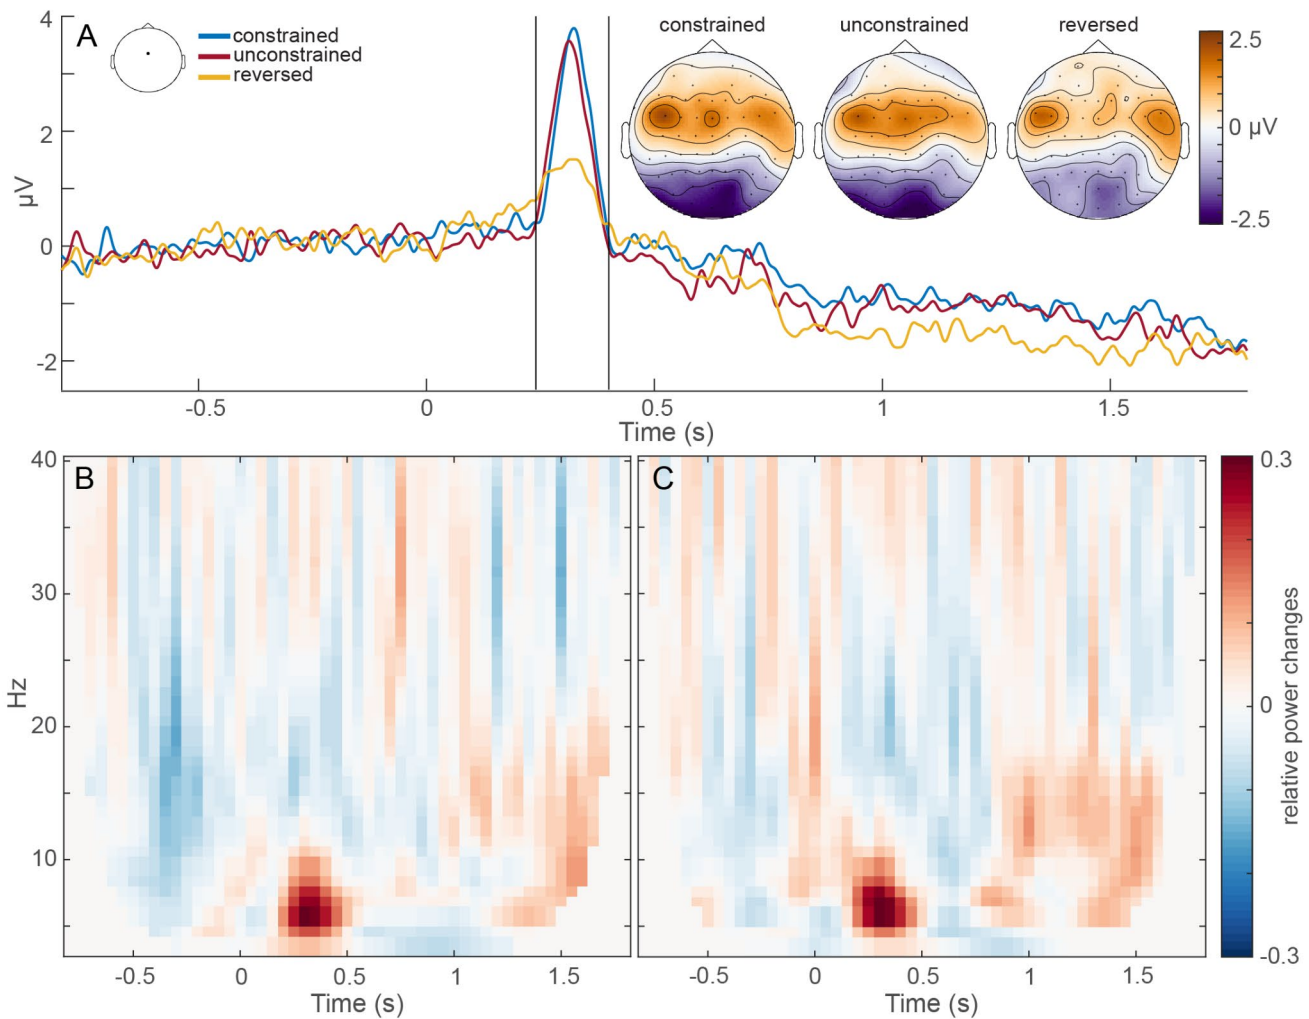 A
constrained
unconstrained
reversed
constrained
unconstrained
reversed
2.5
0 µV
-2.5
4
2
0
-2
µV
-0.5
0
0.5
1
1.5
Time (s)
B
C
40
30
20
10
Hz
-0.5
0
0.5
1
1.5
Time (s)
-0.5
0
0.5
1
1.5
Time (s)
0.3
0
-0.3
relative power changes